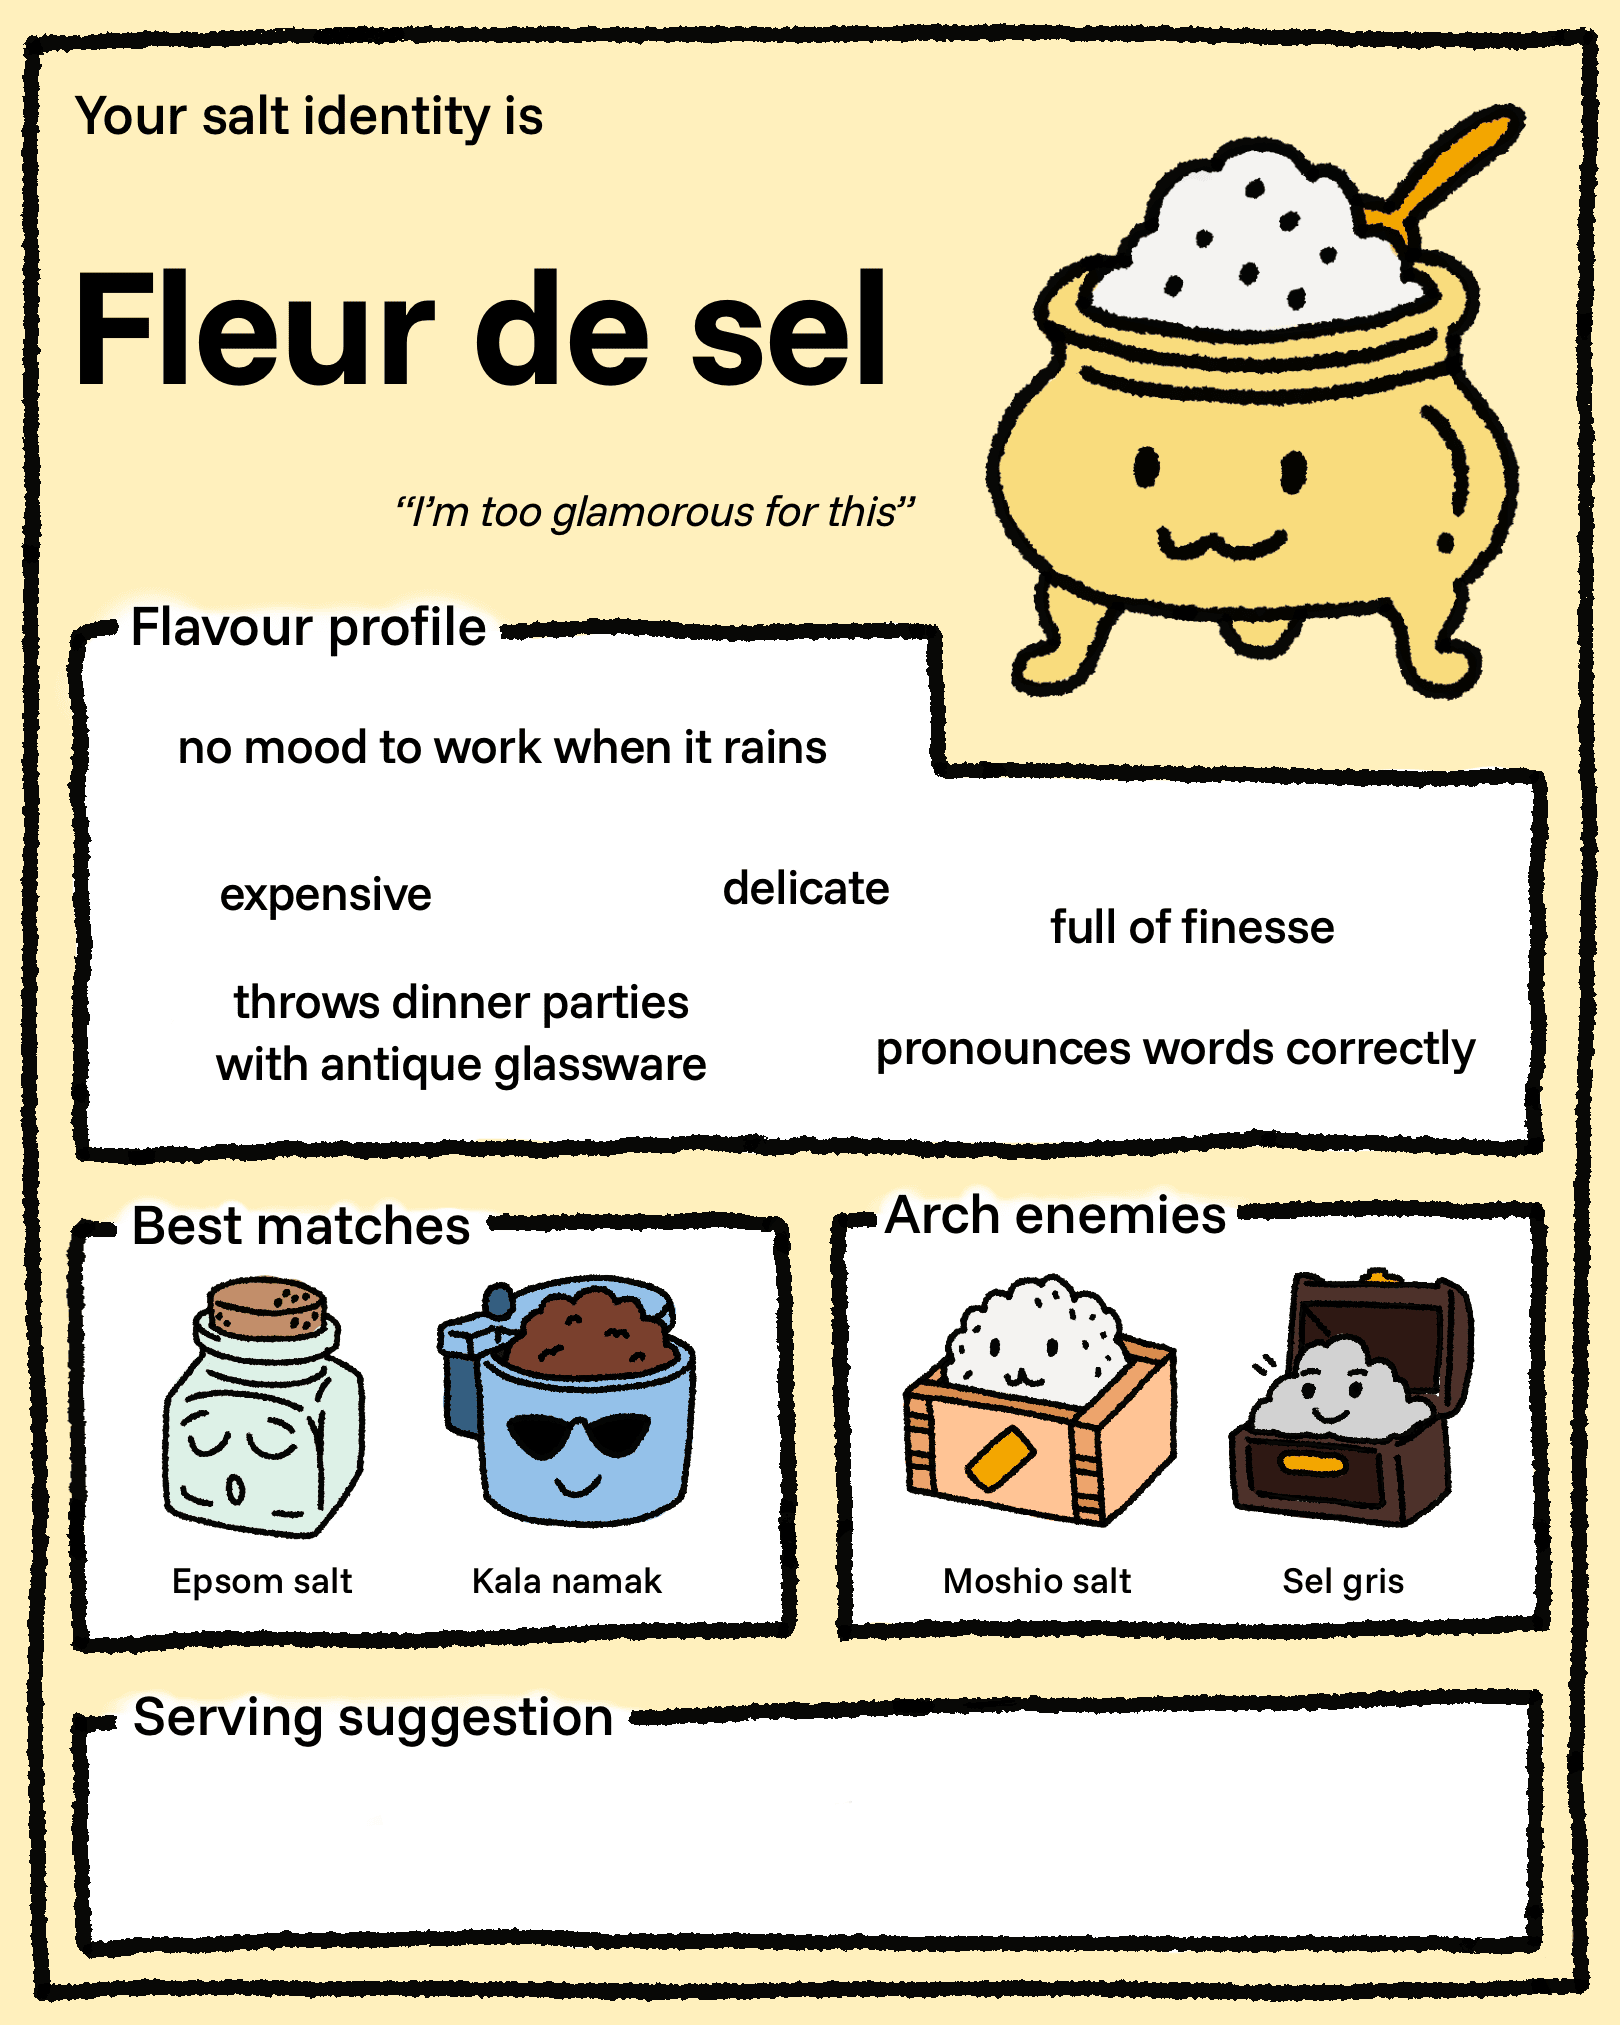 Your salt identity is
Fleur de sel
“I’m too glamorous for this”
Flavour profile
no mood to work when it rains
expensive
delicate
full of finesse
throws dinner parties
with antique glassware
pronounces words correctly
Best matches
Epsom salt
Kala namak
Arch enemies
Moshio salt
Sel gris
Serving suggestion